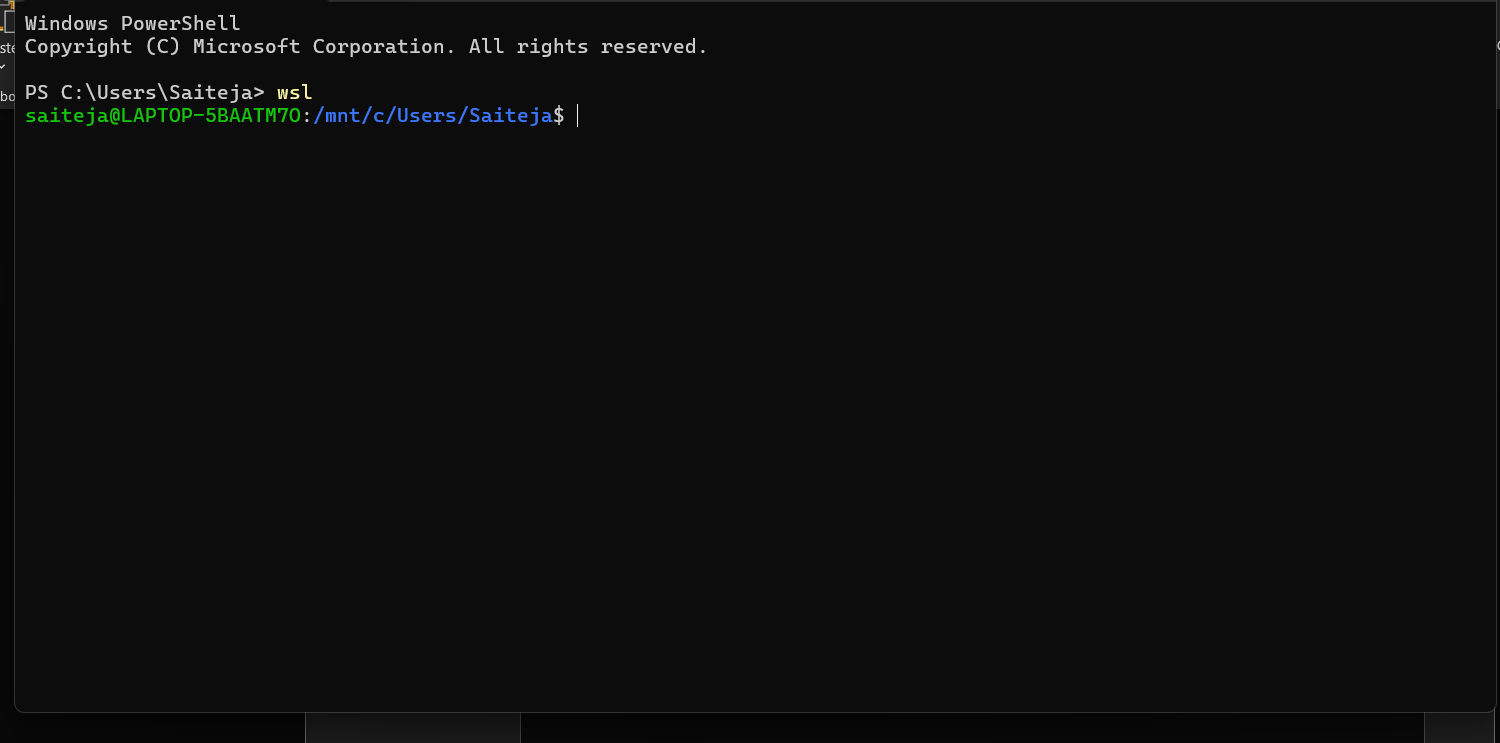 Windows PowerShell
Copyright (C) Microsoft Corporation. All rights reserved.
PS C:\Users\Saiteja> wsl
saiteja@LAPTOP-5BAATM7O:/mnt/c/Users/Saiteja$